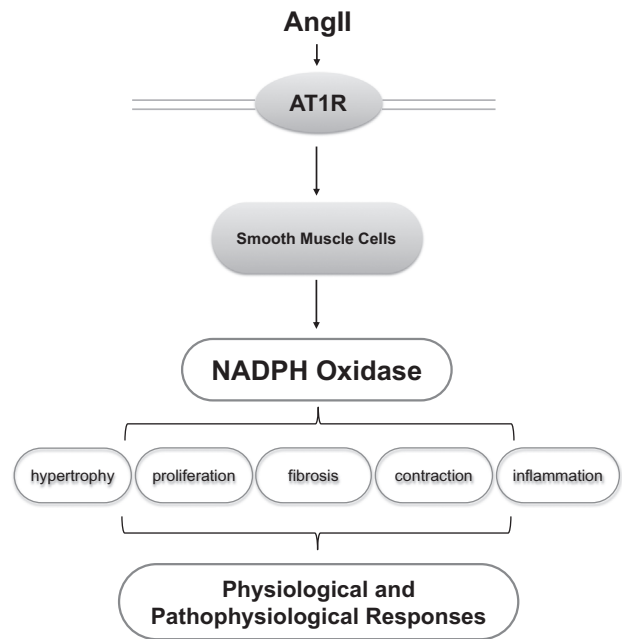 AngII
AT1R
Smooth Muscle Cells
NADPH Oxidase
hypertrophy
proliferation
fibrosis
contraction
inflammation
Physiological and
Pathophysiological Responses